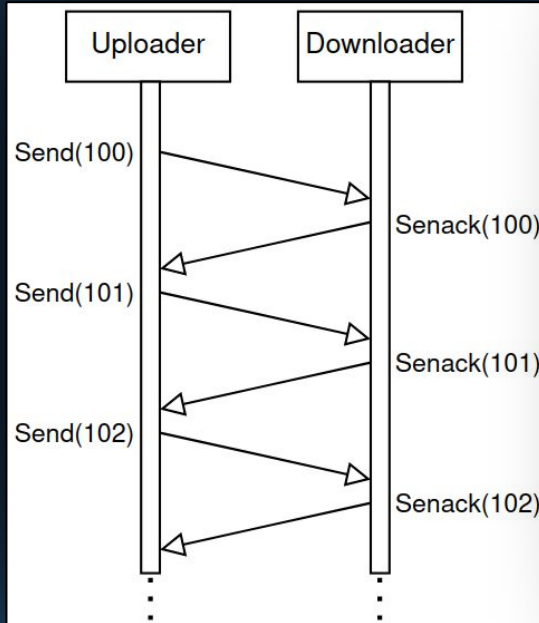 Uploader
Downloader
Send(100)
Senack(100)
Send(101)
Senack(101)
Send(102)
Senack(102)